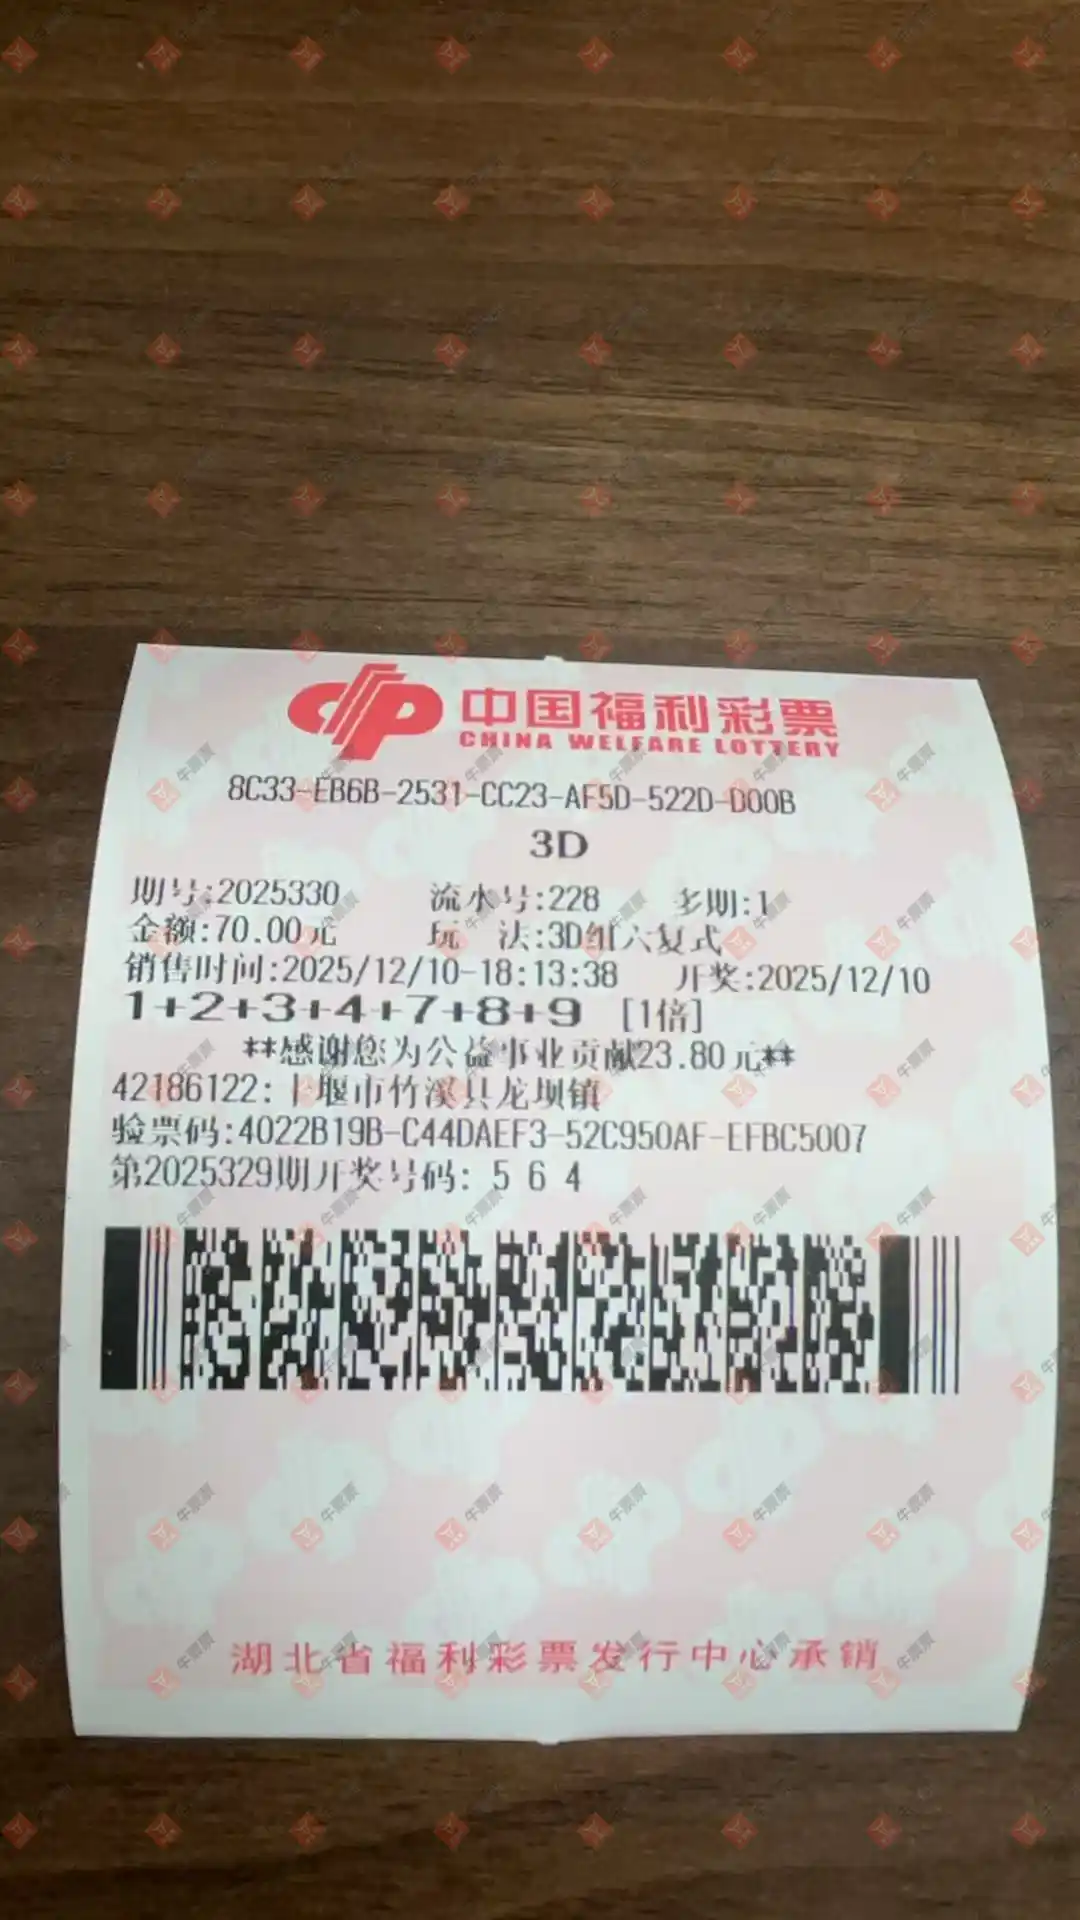 中国福利彩票
CHINA WELFARE LOTTERY
8C33-EB6B-2531-CC23-AF5D-522D-D00B
3D
期号:2025330 流水号:228 多期:1
金额:70.00元 玩 法:3D组六复式
销售时间:2025/12/10-18:13:38 开奖:2025/12/10
1+2+3+4+7+8+9 [1倍]
**感谢您为公益事业贡献23.80元**
42186122: 十堰市竹溪县龙坝镇
验票码:4022B19B-C44DAEF3-52C950AF-EFBC5007
第2025329期开奖号码: 5 6 4
湖北省福利彩票发行中心承销
牛票票